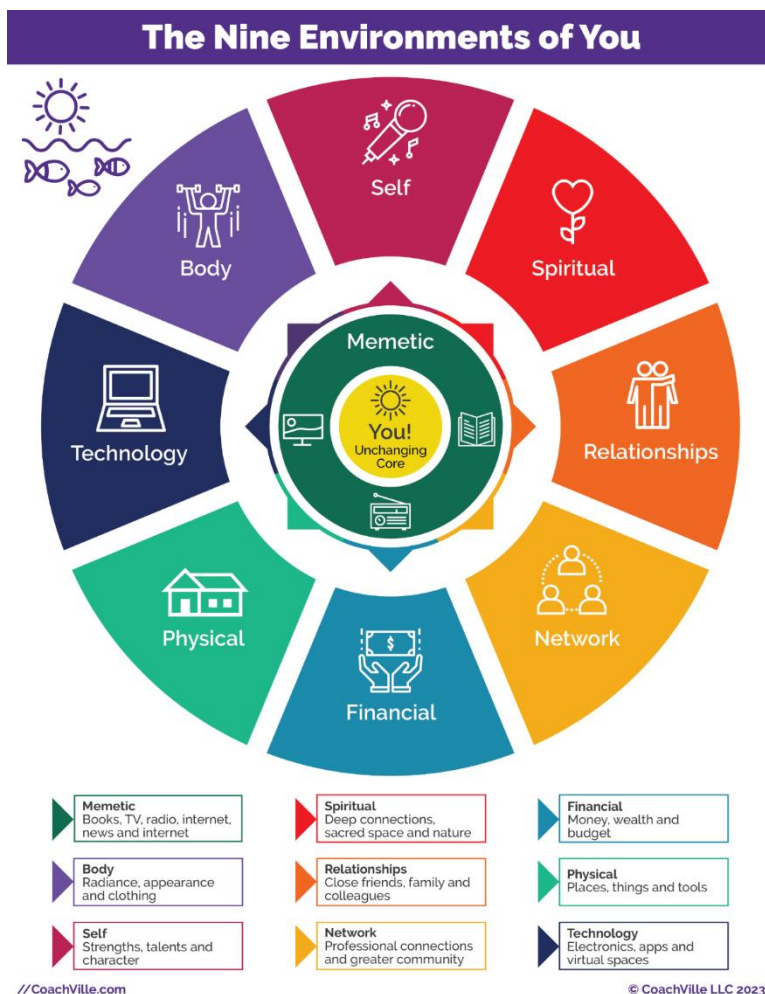 The Nine Environments of You
Self
Spiritual
Body
Memetic
You!
Unchanging
Core
Technology
Relationships
Physical
Network
$
Financial
Memetic
Books, TV, radio, internet,
news and internet
Spiritual
Deep connections,
sacred space and nature
Financial
Money, wealth and
budget
Body
Radiance, appearance
and clothing
Relationships
Close friends, family and
colleagues
Physical
Places, things and tools
Self
Strengths, talents and
character
Network
Professional connections
and greater community
Technology
Electronics, apps and
virtual spaces
//CoachVille.com
© CoachVille LLC 2023